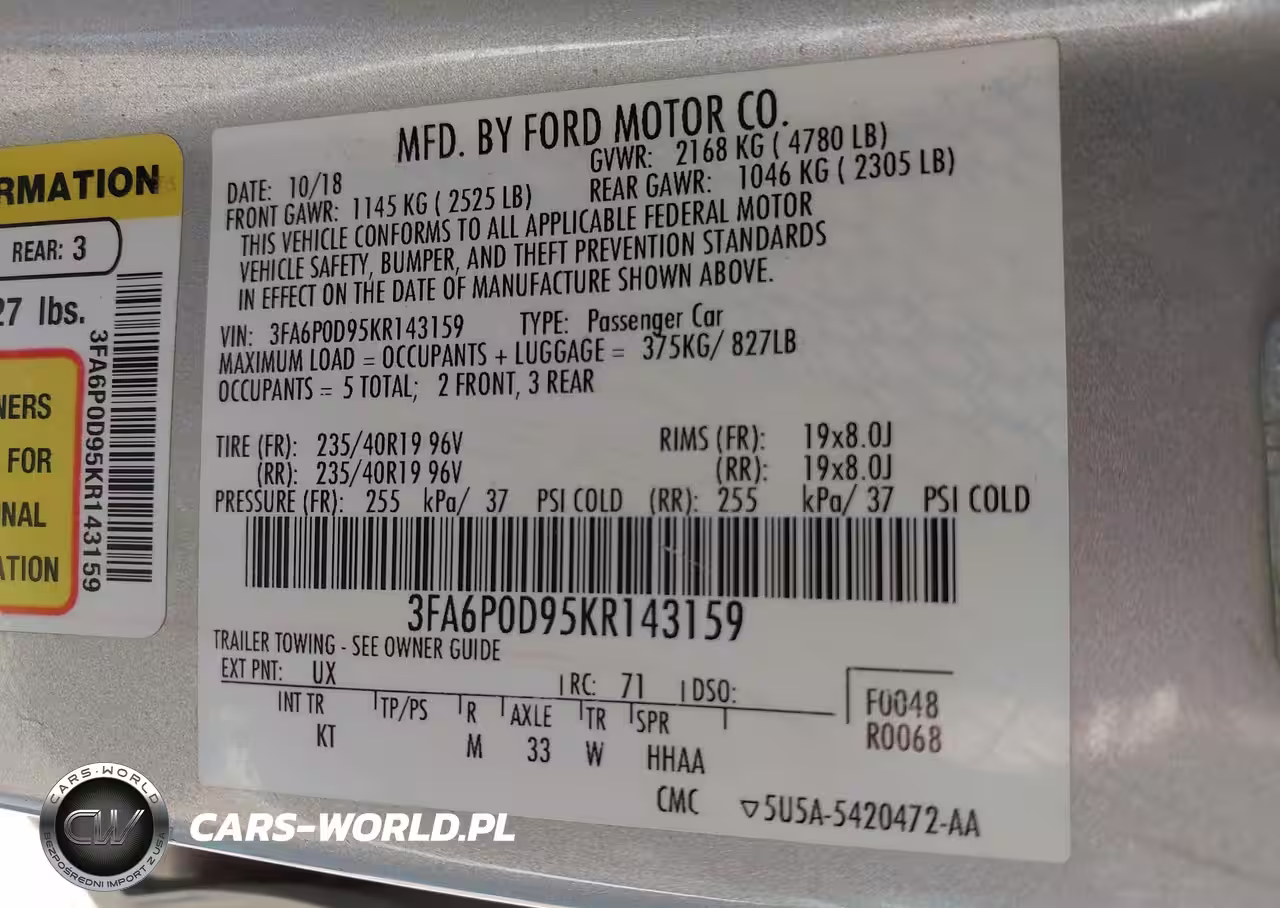 RMATION
REAR: 3
27 lbs.
3FA6P0D95KR143159
NERS
FOR
NAL
ATION
MFD. BY FORD MOTOR CO.
DATE: 10/18 GVWR: 2168 KG ( 4780 LB)
FRONT GAWR: 1145 KG ( 2525 LB) REAR GAWR: 1046 KG ( 2305 LB)
THIS VEHICLE CONFORMS TO ALL APPLICABLE FEDERAL MOTOR
VEHICLE SAFETY, BUMPER, AND THEFT PREVENTION STANDARDS
IN EFFECT ON THE DATE OF MANUFACTURE SHOWN ABOVE.
VIN: 3FA6P0D95KR143159 TYPE: Passenger Car
MAXIMUM LOAD = OCCUPANTS + LUGGAGE = 375KG/ 827LB
OCCUPANTS = 5 TOTAL; 2 FRONT, 3 REAR
TIRE (FR): 235/40R19 96V RIMS (FR): 19x8.0J
(RR): 235/40R19 96V (RR): 19x8.0J
PRESSURE (FR): 255 kPa/ 37 PSI COLD (RR): 255 kPa/ 37 PSI COLD
3FA6P0D95KR143159
TRAILER TOWING - SEE OWNER GUIDE
EXT PNT: UX RC: 71 DSO:
INT TR TP/PS R AXLE TR SPR
KT M 33 W HHAA
F0048
R0068
CMC ▽5U5A-5420472-AA
CARS-WORLD
CW
BEZPOŚREDNI IMPORT Z USA
CARS-WORLD.PL